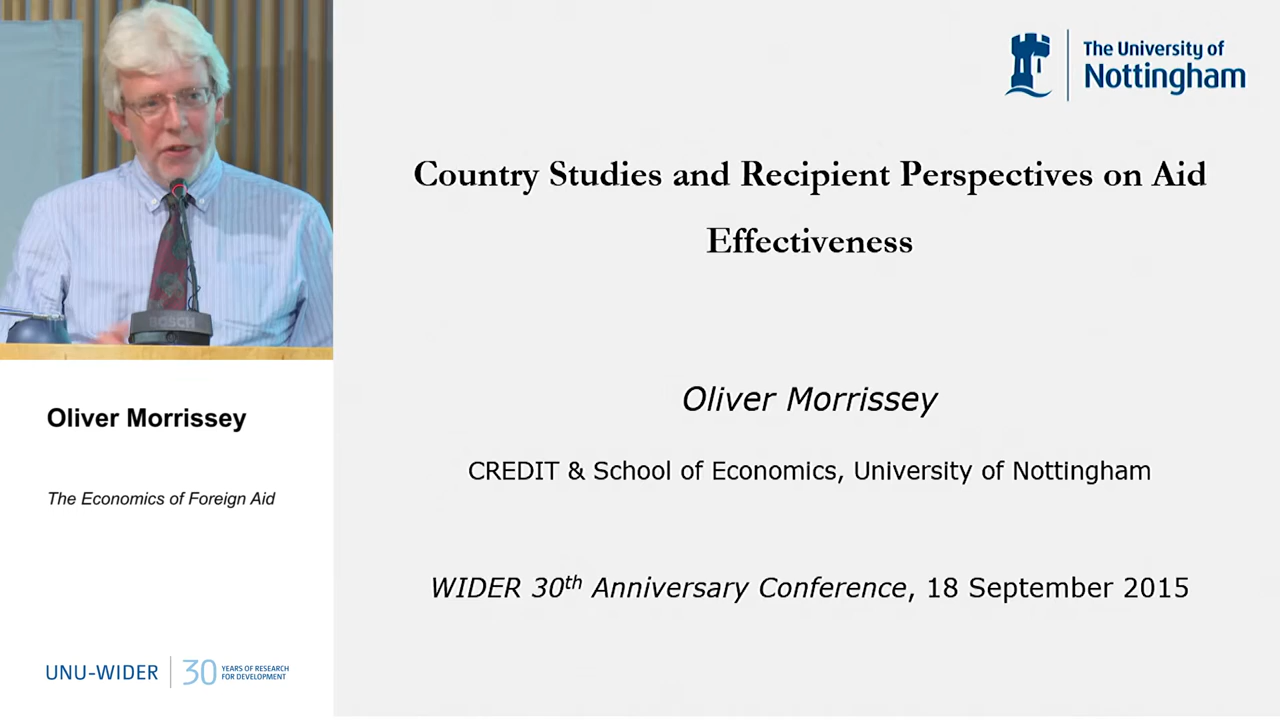 The University of
Nottingham
Country Studies and Recipient Perspectives on Aid
Effectiveness
Oliver Morrissey
CREDIT & School of Economics, University of Nottingham
WIDER 30th Anniversary Conference, 18 September 2015
BOSCH
Oliver Morrissey
The Economics of Foreign Aid
UNU-WIDER
30 YEARS OF RESEARCH
FOR DEVELOPMENT